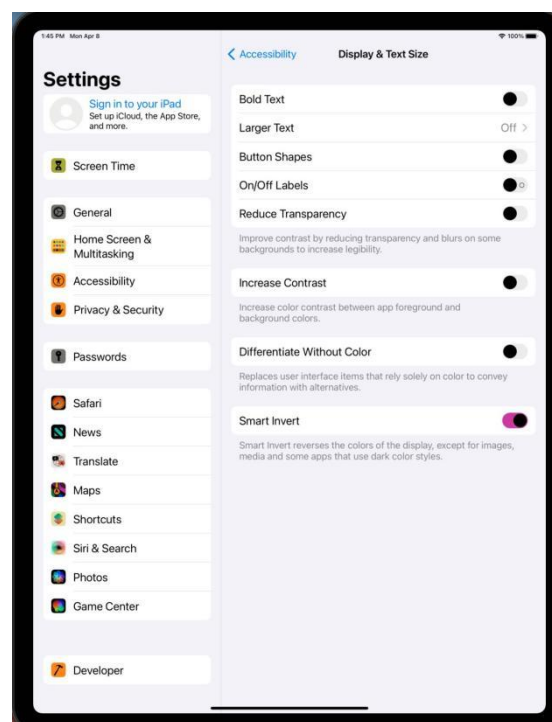 1:45 PM Mon Apr 8
100%
Settings
Sign in to your iPad
Set up iCloud, the App Store,
and more.
Screen Time
General
Home Screen &
Multitasking
Accessibility
Privacy & Security
Passwords
Safari
News
Translate
Maps
Shortcuts
Siri & Search
Photos
Game Center
Developer
Accessibility
Display & Text Size
Bold Text
Larger Text Off
Button Shapes
On/Off Labels
Reduce Transparency
Improve contrast by reducing transparency and blurs on some
backgrounds to increase legibility.
Increase Contrast
Increase color contrast between app foreground and
background colors.
Differentiate Without Color
Replaces user interface items that rely solely on color to convey
information with alternatives.
Smart Invert
Smart Invert reverses the colors of the display, except for images,
media and some apps that use dark color styles.